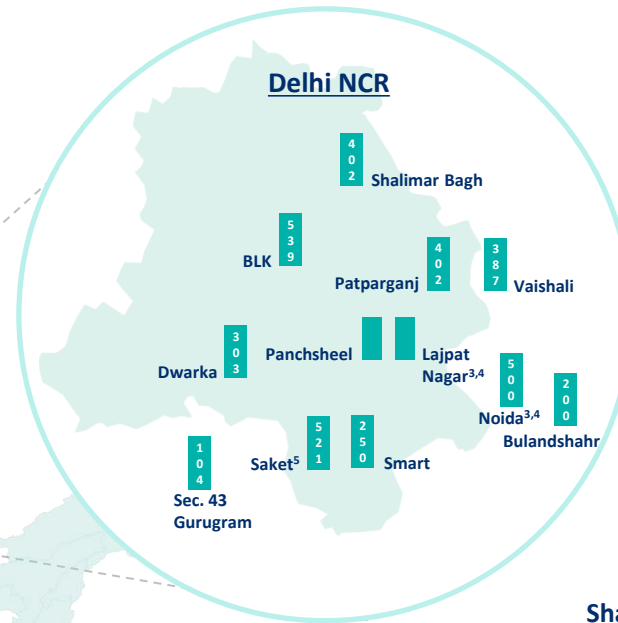 Delhi NCR
402
Shalimar Bagh
539
BLK
402
Patparganj
387
Vaishali
303
Dwarka
Panchsheel
Lajpat
Nagar3,4
500
Noida3,4
200
Bulandshahr
104
Sec. 43
Gurugram
521
Saket5
250
Smart
Sha